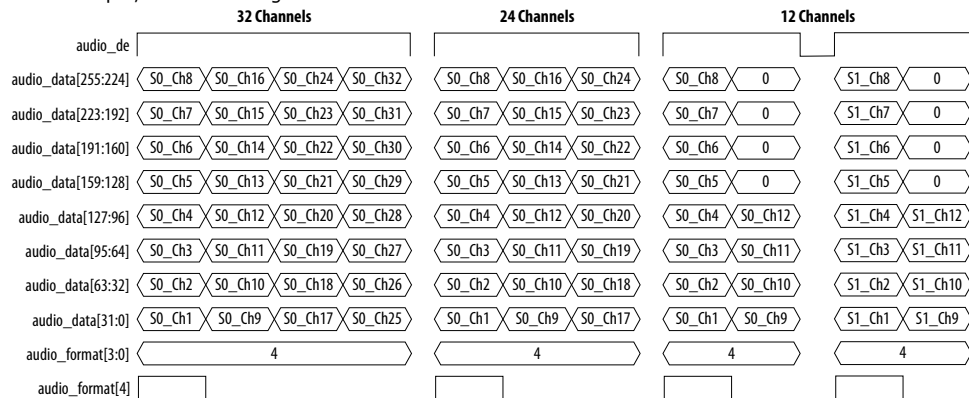 32 Channels 24 Channels 12 Channels
audio_de
audio_data[255:224] S0_Ch8 S0_Ch16 S0_Ch24 S0_Ch32 S0_Ch8 S0_Ch16 S0_Ch24 S0_Ch8 0 S1_Ch8 0
audio_data[223:192] S0_Ch7 S0_Ch15 S0_Ch23 S0_Ch31 S0_Ch7 S0_Ch15 S0_Ch23 S0_Ch7 0 S1_Ch7 0
audio_data[191:160] S0_Ch6 S0_Ch14 S0_Ch22 S0_Ch30 S0_Ch6 S0_Ch14 S0_Ch22 S0_Ch6 0 S1_Ch6 0
audio_data[159:128] S0_Ch5 S0_Ch13 S0_Ch21 S0_Ch29 S0_Ch5 S0_Ch13 S0_Ch21 S0_Ch5 0 S1_Ch5 0
audio_data[127:96] S0_Ch4 S0_Ch12 S0_Ch20 S0_Ch28 S0_Ch4 S0_Ch12 S0_Ch20 S0_Ch4 S0_Ch12 S1_Ch4 S1_Ch12
audio_data[95:64] S0_Ch3 S0_Ch11 S0_Ch19 S0_Ch27 S0_Ch3 S0_Ch11 S0_Ch19 S0_Ch3 S0_Ch11 S1_Ch3 S1_Ch11
audio_data[63:32] S0_Ch2 S0_Ch10 S0_Ch18 S0_Ch26 S0_Ch2 S0_Ch10 S0_Ch18 S0_Ch2 S0_Ch10 S1_Ch2 S1_Ch10
audio_data[31:0] S0_Ch1 S0_Ch9 S0_Ch17 S0_Ch25 S0_Ch1 S0_Ch9 S0_Ch17 S0_Ch1 S0_Ch9 S1_Ch1 S1_Ch9
audio_format[3:0] 4 4 4 4
audio_format[4]